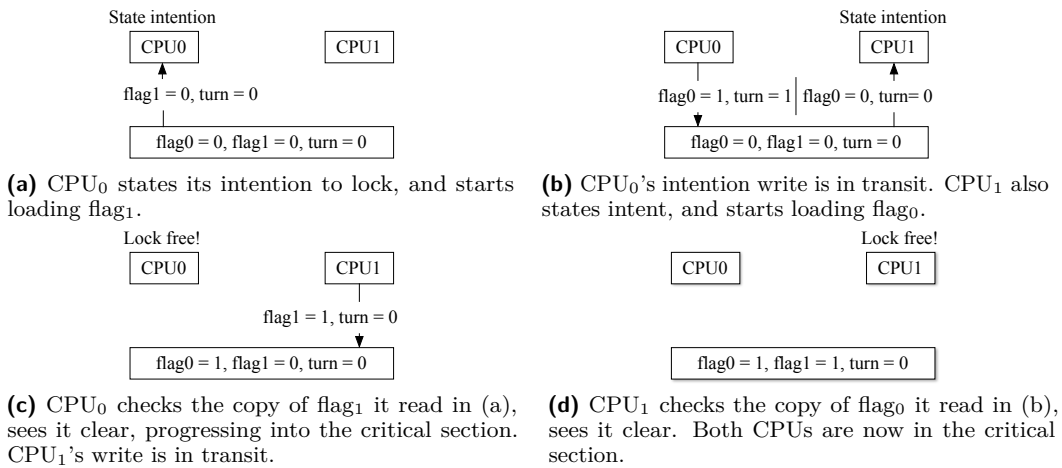 State intention
CPU0
CPU1
flag1 = 0, turn = 0
flag0 = 0, flag1 = 0, turn = 0
(a) CPU0 states its intention to lock, and starts
loading flag1.
State intention
CPU0
CPU1
flag0 = 1, turn = 1
flag0 = 0, turn= 0
flag0 = 0, flag1 = 0, turn = 0
(b) CPU0's intention write is in transit. CPU1 also
states intent, and starts loading flag0.
Lock free!
CPU0
CPU1
flag1 = 1, turn = 0
flag0 = 1, flag1 = 0, turn = 0
(c) CPU0 checks the copy of flag1 it read in (a),
sees it clear, progressing into the critical section.
CPU1's write is in transit.
Lock free!
CPU0
CPU1
flag0 = 1, flag1 = 1, turn = 0
(d) CPU1 checks the copy of flag0 it read in (b),
sees it clear. Both CPUs are now in the critical
section.